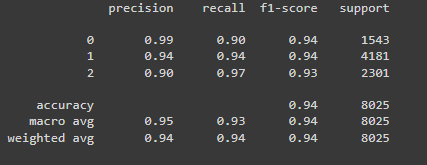 precision recall f1-score support
0 0.99 0.90 0.94 1543
1 0.94 0.94 0.94 4181
2 0.90 0.97 0.93 2301
accuracy 0.94 8025
macro avg 0.95 0.93 0.94 8025
weighted avg 0.94 0.94 0.94 8025